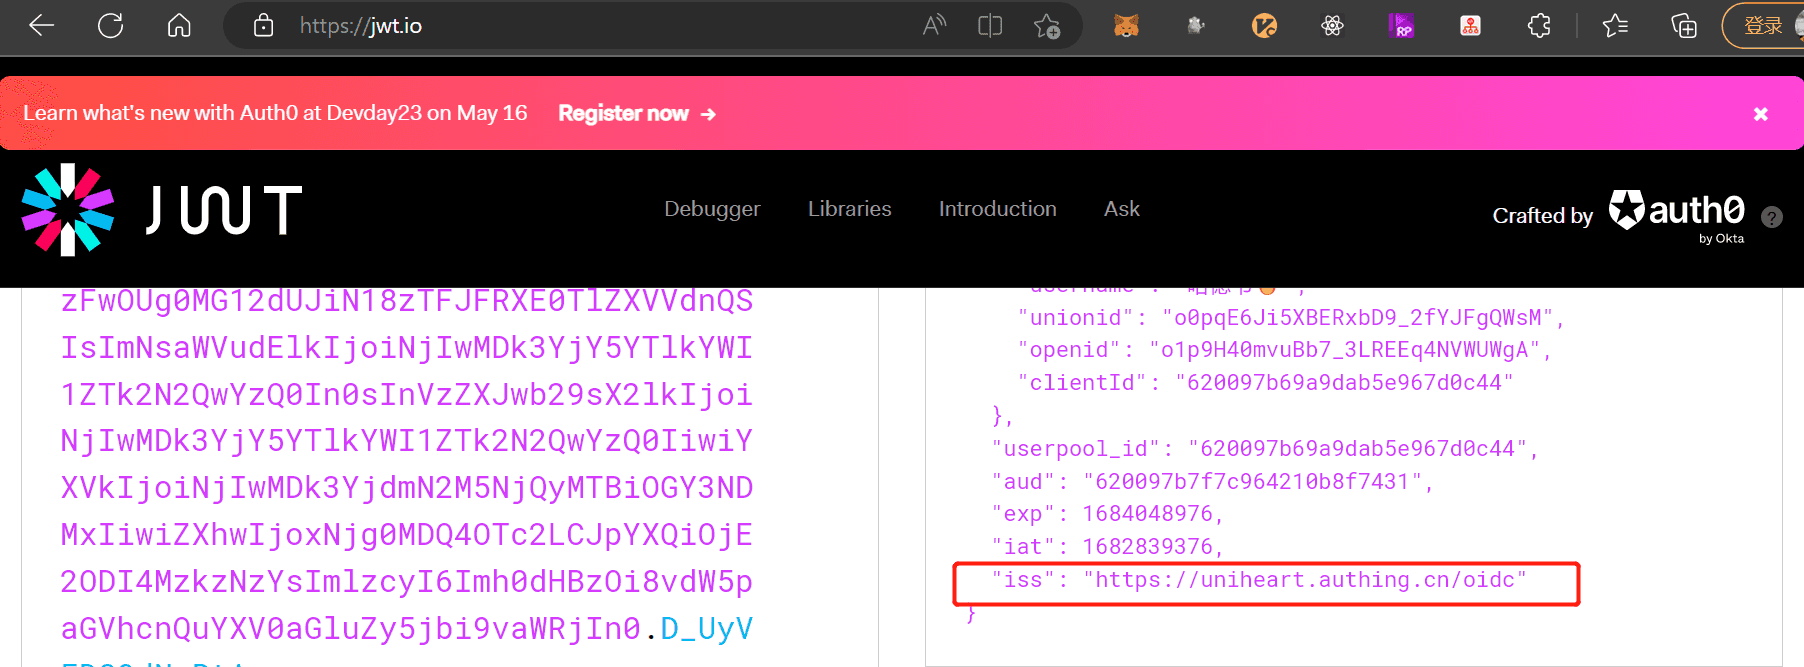 https://jwt.io
登录
Learn what's new with Auth0 at Devday23 on May 16 Register now →
JWT
Debugger Libraries Introduction Ask
Crafted by auth0
by Okta
zFwOUg0MG12dUJiN18zTFJFRXE0TlZXVVdnQS
IsImNsaWVudElkIjoiNjIwMDk3YjY5YTlkYWI
1ZTk2N2QwYzQ0In0sInVzZXJwb29sX2lkIjoi
NjIwMDk3YjY5YTlkYWI1ZTk2N2QwYzQ0IiwiY
XVkIjoiNjIwMDk3YjdmN2M5NjQyMTBiOGY3ND
MxIiwiZXhwIjoxNjg0MDQ4OTc2LCJpYXQiOjE
2ODI4MzkzNzYsImlzcyI6Imh0dHBzOi8vdW5p
aGVhcnQuYXV0aGluZy5jbi9vaWRjIn0.D_UyV
"unionid": "o0pqE6Ji5XBERxbD9_2fYJFgQWsM",
"openid": "o1p9H40mvuBb7_3LREEq4NVWUWgA",
"clientId": "620097b69a9dab5e967d0c44"
},
"userpool_id": "620097b69a9dab5e967d0c44",
"aud": "620097b7f7c964210b8f7431",
"exp": 1684048976,
"iat": 1682839376,
"iss": "https://uniheart.authing.cn/oidc"
}